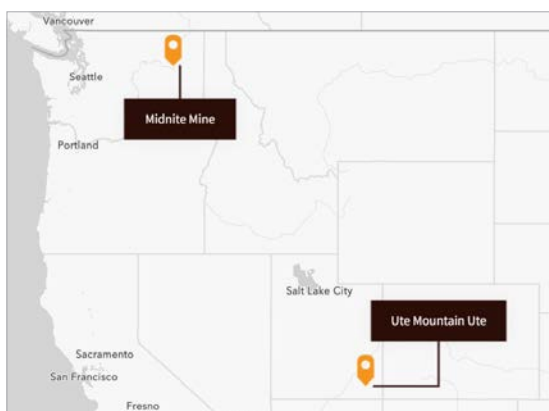 Vancouver
Seattle
Midnite Mine
Portland
Salt Lake City
Ute Mountain Ute
Sacramento
San Francisco
Fresno